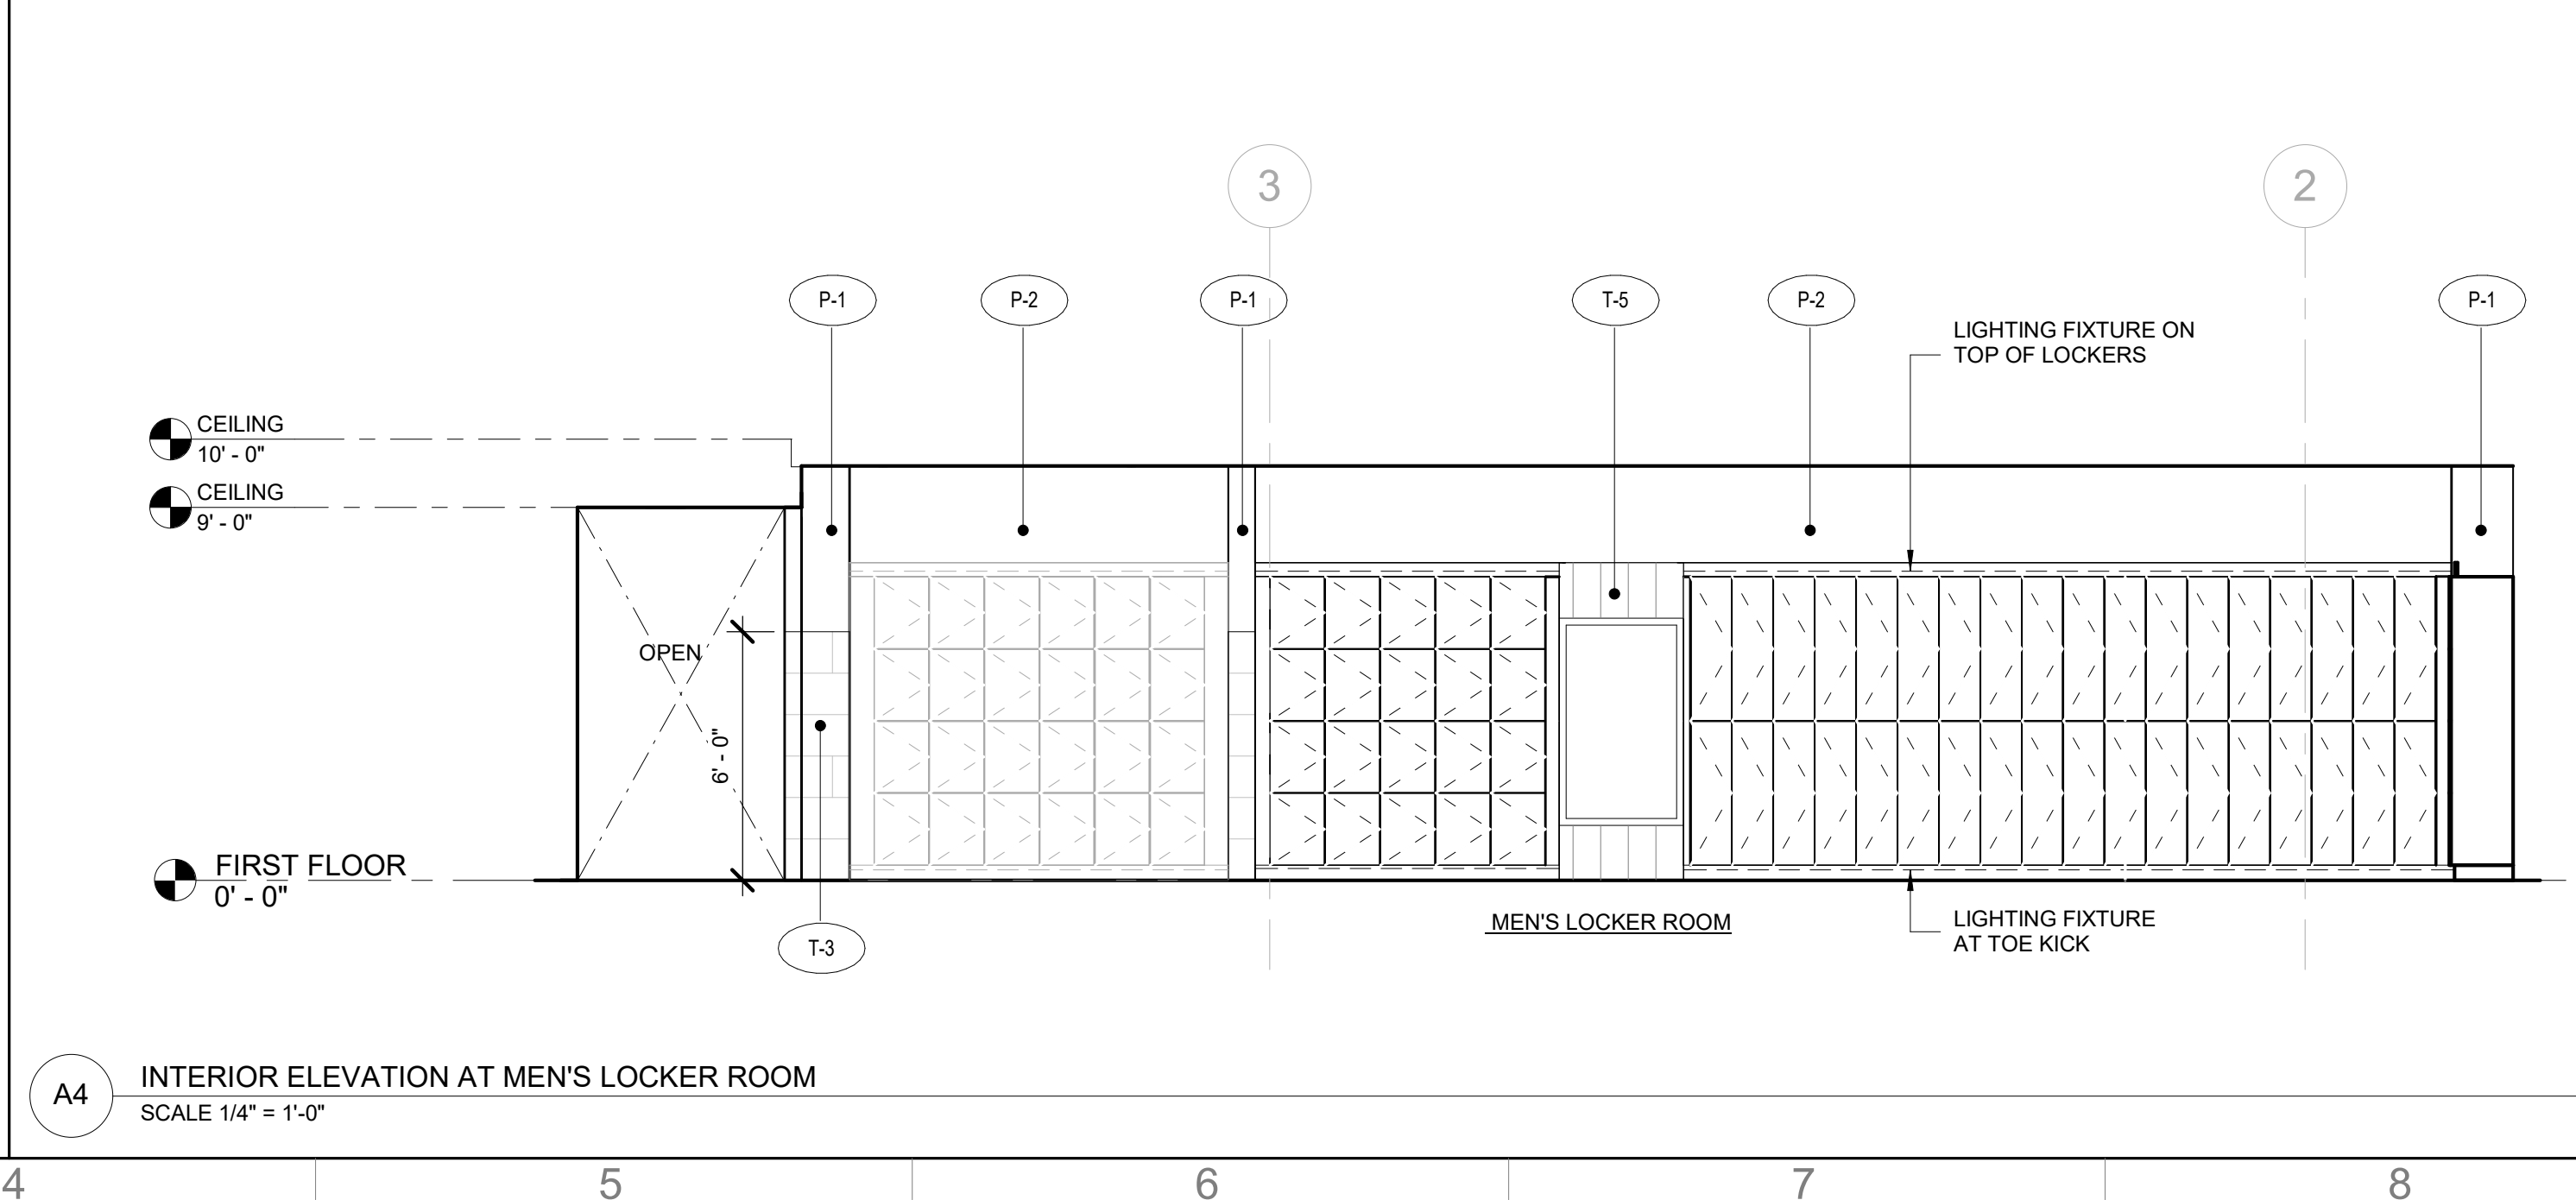 3
2
P-1
P-2
P-1
T-5
P-2
P-1
LIGHTING FIXTURE ON
TOP OF LOCKERS
CEILING
10' - 0"
CEILING
9' - 0"
OPEN
6' - 0"
FIRST FLOOR
0' - 0"
T-3
MEN'S LOCKER ROOM
LIGHTING FIXTURE
AT TOE KICK
A4
INTERIOR ELEVATION AT MEN'S LOCKER ROOM
SCALE 1/4" = 1'-0"
4
5
6
7
8